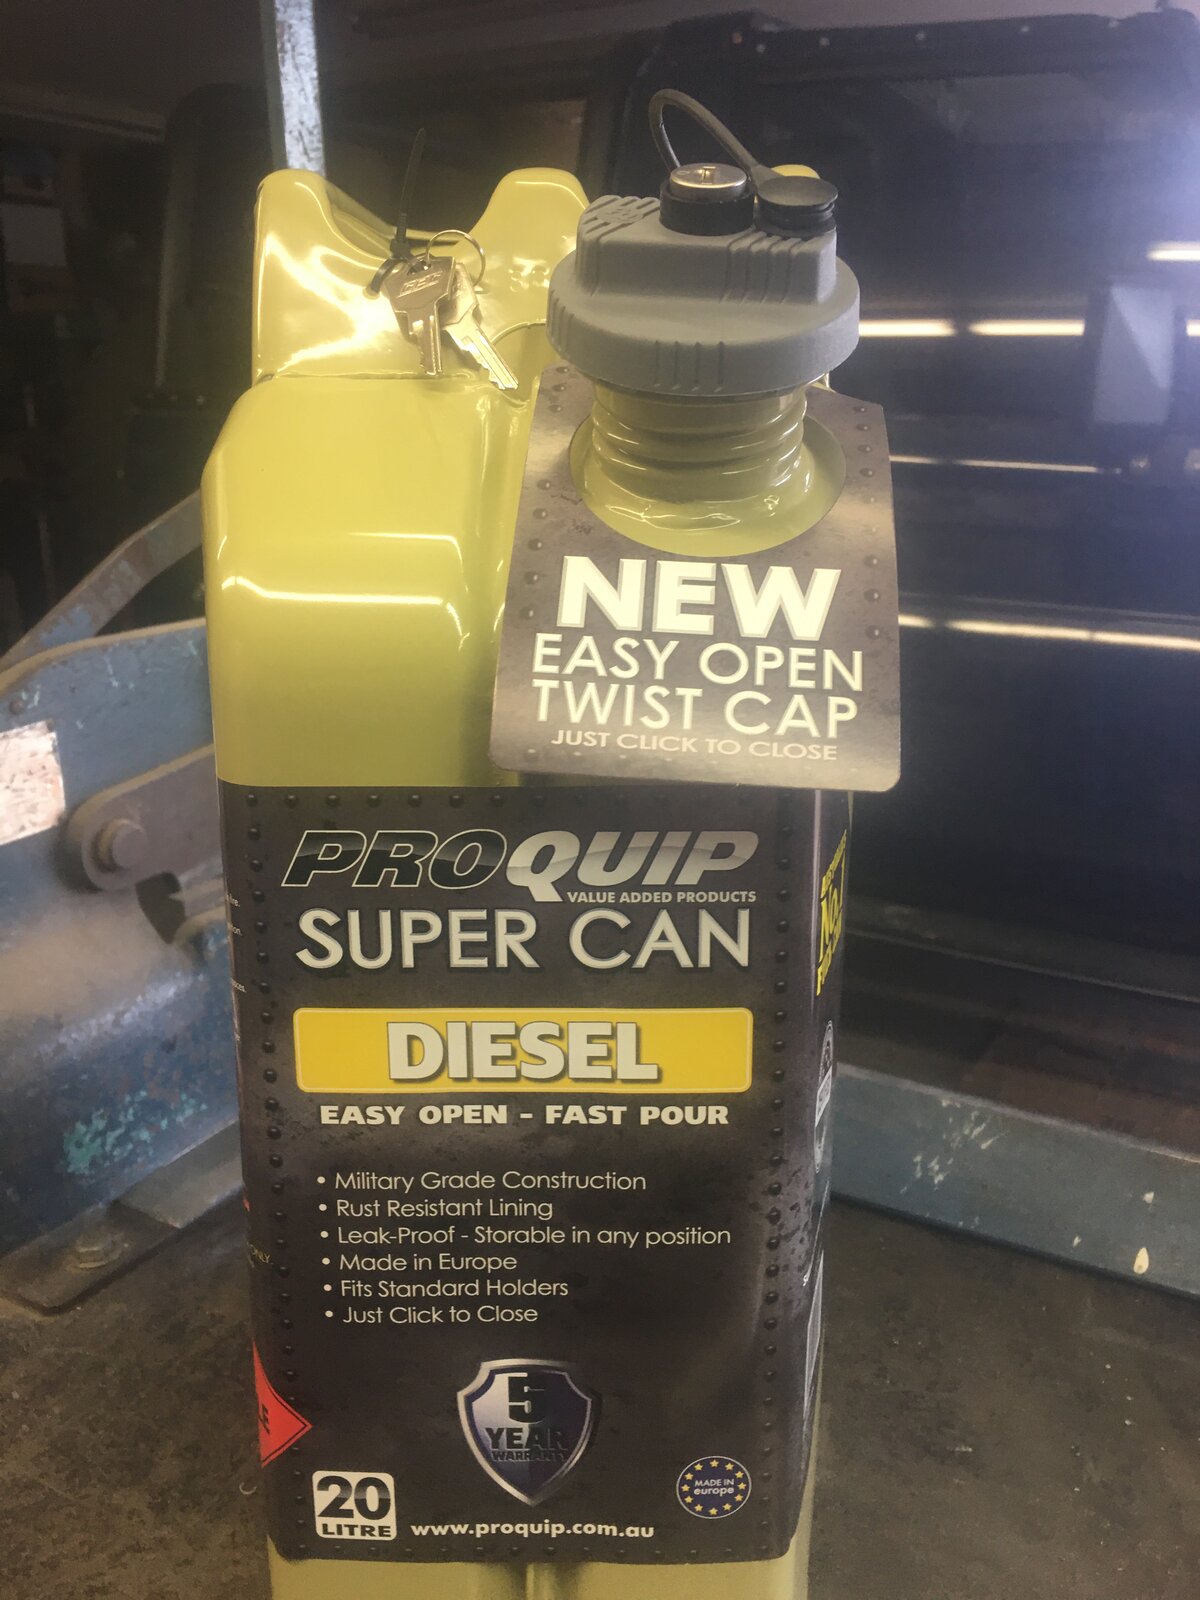 NEW
EASY OPEN
TWIST CAP
JUST CLICK TO CLOSE
PROQUIP
VALUE ADDED PRODUCTS
SUPER CAN
DIESEL
EASY OPEN - FAST POUR
• Military Grade Construction
• Rust Resistant Lining
• Leak-Proof - Storable in any position
• Made in Europe
• Fits Standard Holders
• Just Click to Close
5
YEAR
WARRANTY
20
LITRE
www.proquip.com.au
MADE IN
europe
No.1